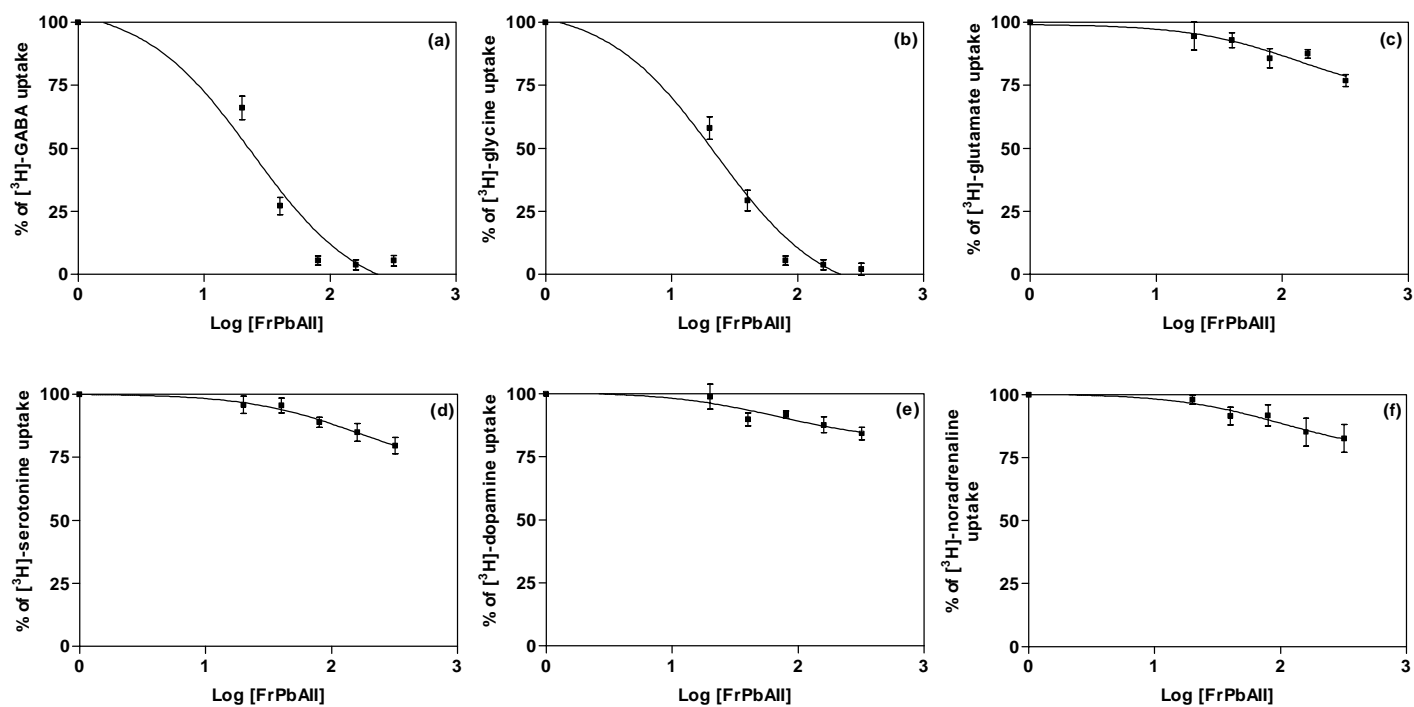 (a)
% of [³H]-GABA uptake
100
75
50
25
0
0 1 2 3
Log [FrPbAII]
(b)
% of [³H]-glycine uptake
100
75
50
25
0
0 1 2 3
Log [FrPbAII]
(c)
% of [³H]-glutamate uptake
100
75
50
25
0
0 1 2 3
Log [FrPbAII]
(d)
% of [³H]-serotonine uptake
100
75
50
25
0
0 1 2 3
Log [FrPbAII]
(e)
% of [³H]-dopamine uptake
100
75
50
25
0
0 1 2 3
Log [FrPbAII]
(f)
% of [³H]-noradrenaline
uptake
100
75
50
25
0
0 1 2 3
Log [FrPbAII]